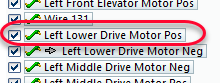 Left Front Elevator Motor Pos
Wire 131
Left Lower Drive Motor Pos
Left Lower Drive Motor Neg
Left Middle Drive Motor Pos
Left Middle Drive Motor Neg